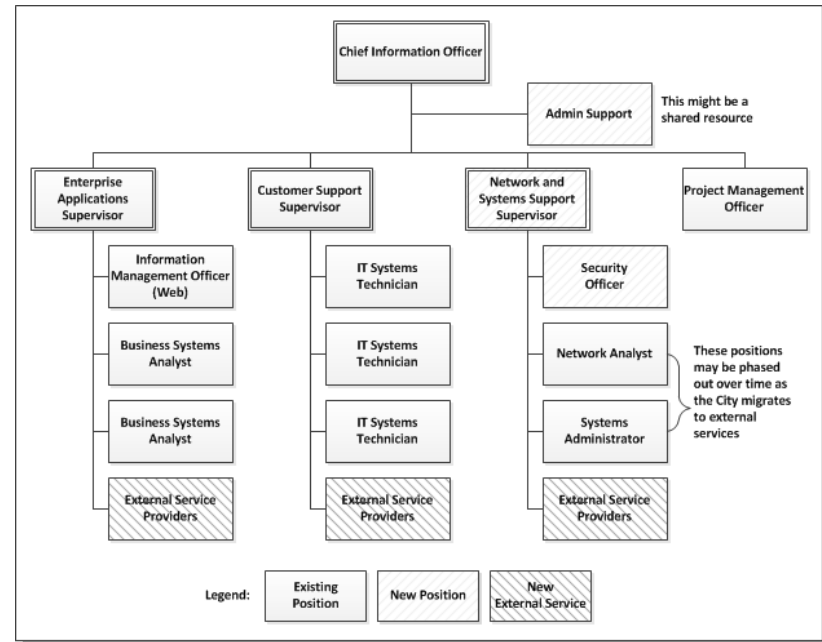 Chief Information Officer
Admin Support
This might be a
shared resource
Enterprise
Applications
Supervisor
Customer Support
Supervisor
Network and
Systems Support
Supervisor
Project Management
Officer
Information
Management Officer
(Web)
IT Systems
Technician
Security
Officer
Business Systems
Analyst
IT Systems
Technician
Network Analyst
These positions
may be phased
out over time as
the City migrates
to external
services
Business Systems
Analyst
IT Systems
Technician
Systems
Administrator
External Service
Providers
External Service
Providers
External Service
Providers
Legend:
Existing
Position
New Position
New
External Service